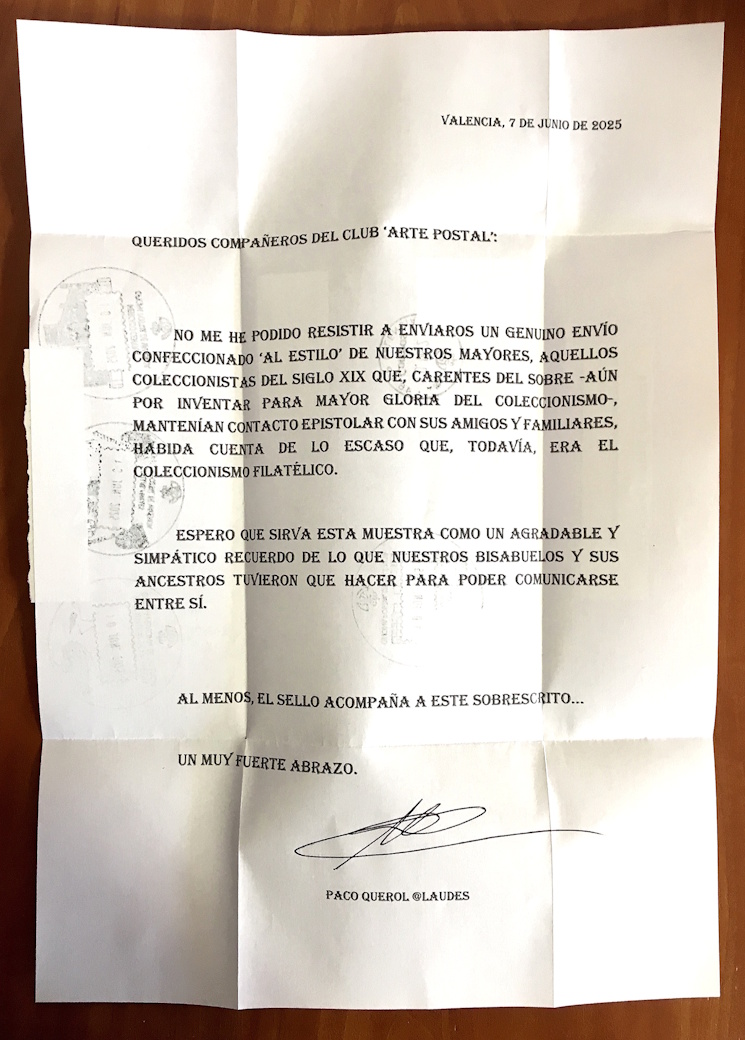 VALENCIA, 7 DE JUNIO DE 2025
QUERIDOS COMPAÑEROS DEL CLUB ‘ARTE POSTAL’:
NO ME HE PODIDO RESISTIR A ENVIAROS UN GENUINO ENVÍO
CONFECCIONADO ‘AL ESTILO’ DE NUESTROS MAYORES, AQUELLOS
COLECCIONISTAS DEL SIGLO XIX QUE, CARENTES DEL SOBRE -AÚN
POR INVENTAR PARA MAYOR GLORIA DEL COLECCIONISMO-,
MANTENÍAN CONTACTO EPISTOLAR CON SUS AMIGOS Y FAMILIARES,
HABIDA CUENTA DE LO ESCASO QUE, TODAVÍA, ERA EL
COLECCIONISMO FILATÉLICO.
ESPERO QUE SIRVA ESTA MUESTRA COMO UN AGRADABLE Y
SIMPÁTICO RECUERDO DE LO QUE NUESTROS BISABUELOS Y SUS
ANCESTROS TUVIERON QUE HACER PARA PODER COMUNICARSE
ENTRE SÍ.
AL MENOS, EL SELLO ACOMPAÑA A ESTE SOBRESCRITO...
UN MUY FUERTE ABRAZO.
PACO QUEROL @LAUDES